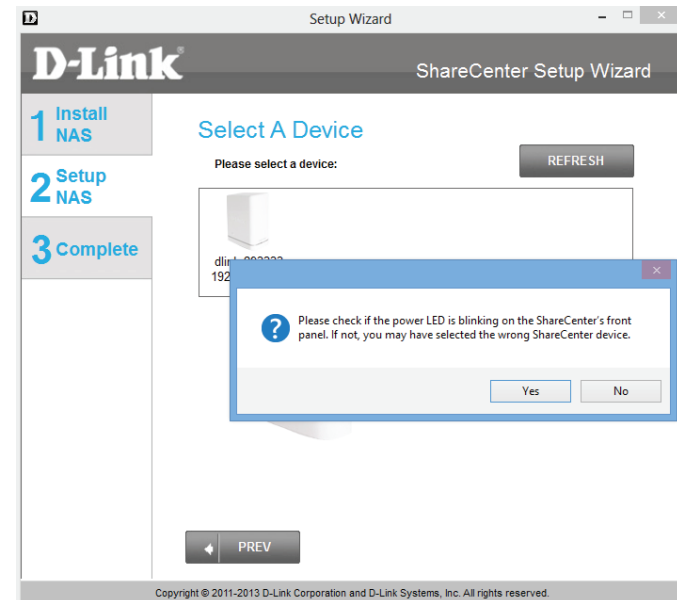 Setup Wizard
D-Link
ShareCenter Setup Wizard
1 Install
NAS
2 Setup
NAS
3 Complete
Select A Device
Please select a device:
REFRESH
192
Please check if the power LED is blinking on the ShareCenter's front
panel. If not, you may have selected the wrong ShareCenter device.
Yes
No
PREV
Copyright © 2011-2013 D-Link Corporation and D-Link Systems, Inc. All rights reserved.